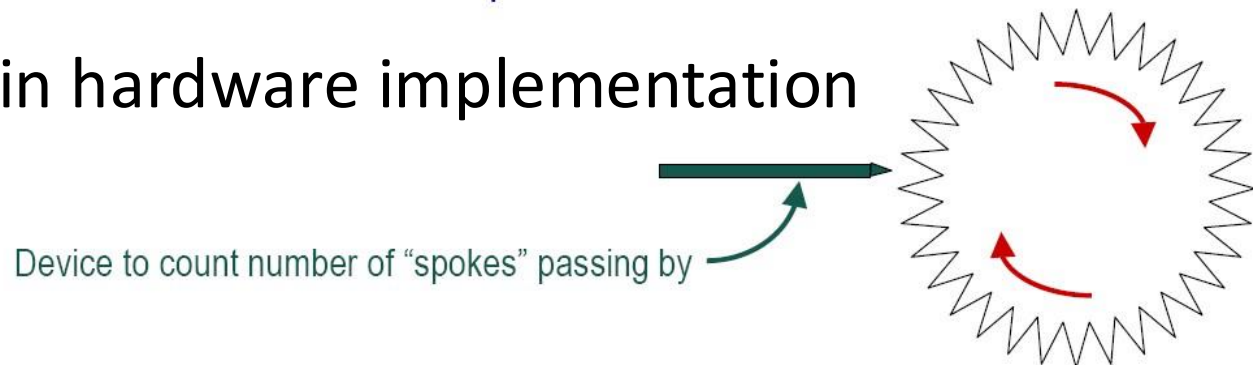 in hardware implementation
Device to count number of “spokes” passing by